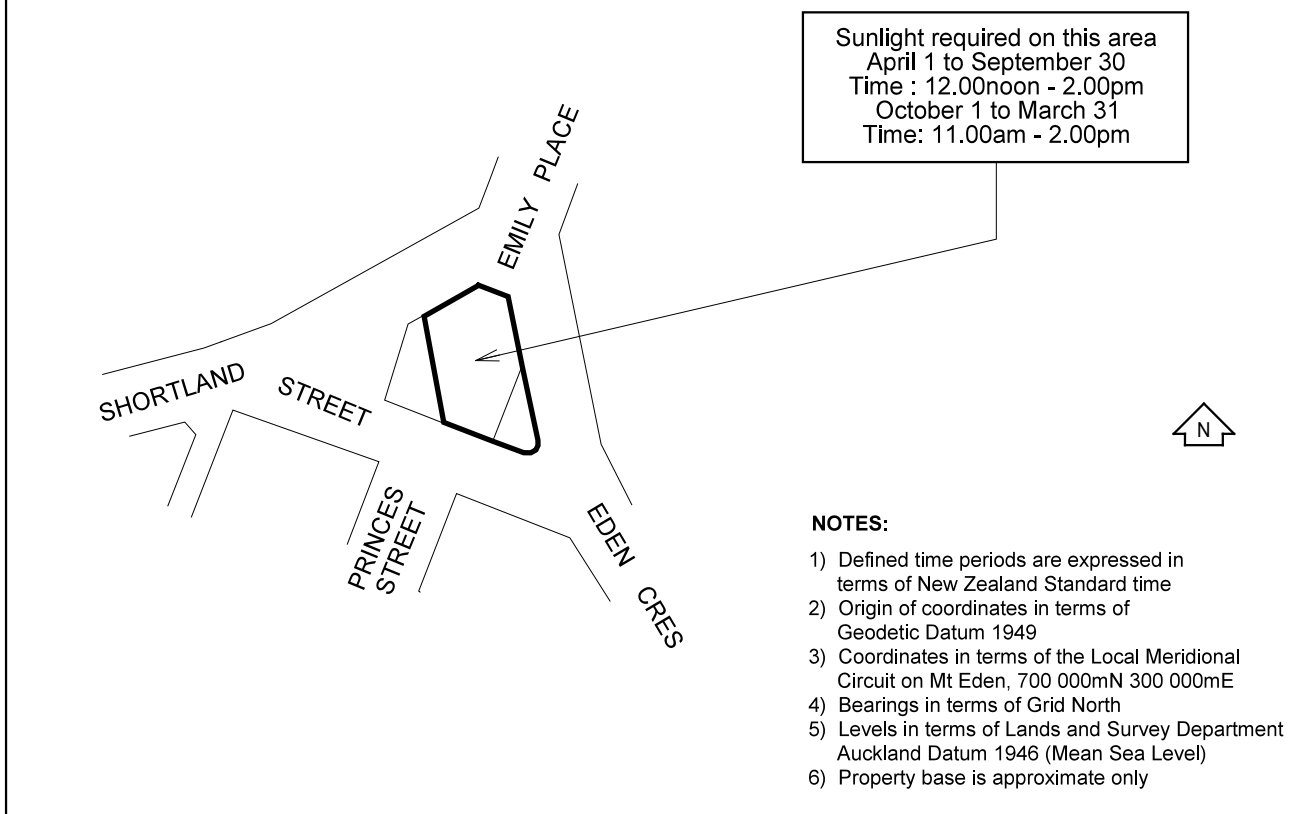 Sunlight required on this area
April 1 to September 30
Time : 12.00noon - 2.00pm
October 1 to March 31
Time: 11.00am - 2.00pm
EMILY PLACE
SHORTLAND STREET
PRINCES
STREET
EDEN CRES
N
NOTES:
1) Defined time periods are expressed in
terms of New Zealand Standard time
2) Origin of coordinates in terms of
Geodetic Datum 1949
3) Coordinates in terms of the Local Meridional
Circuit on Mt Eden, 700 000mN 300 000mE
4) Bearings in terms of Grid North
5) Levels in terms of Lands and Survey Department
Auckland Datum 1946 (Mean Sea Level)
6) Property base is approximate only